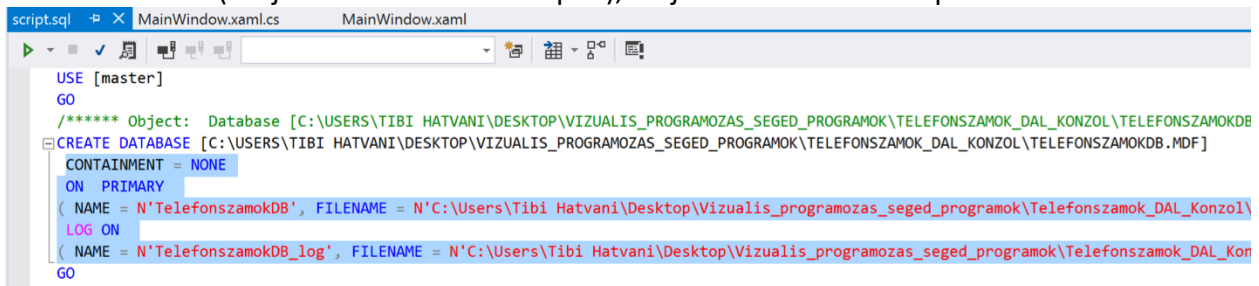 script.sql MainWindow.xaml.cs MainWindow.xaml
USE [master]
GO
/****** Object:  Database [C:\USERS\TIBI HATVANI\DESKTOP\VIZUALIS_PROGRAMOZAS_SEGED_PROGRAMOK\TELEFONSZAMOK_DAL_KONZOL\TELEFONSZAMOKDB
CREATE DATABASE [C:\USERS\TIBI HATVANI\DESKTOP\VIZUALIS_PROGRAMOZAS_SEGED_PROGRAMOK\TELEFONSZAMOK_DAL_KONZOL\TELEFONSZAMOKDB.MDF]
CONTAINMENT = NONE
ON  PRIMARY
( NAME = N'TelefonszamokDB', FILENAME = N'C:\Users\Tibi Hatvani\Desktop\Vizualis_programozas_seged_programok\Telefonszamok_DAL_Konzol\
LOG ON
( NAME = N'TelefonszamokDB_log', FILENAME = N'C:\Users\Tibi Hatvani\Desktop\Vizualis_programozas_seged_programok\Telefonszamok_DAL_Kon
GO